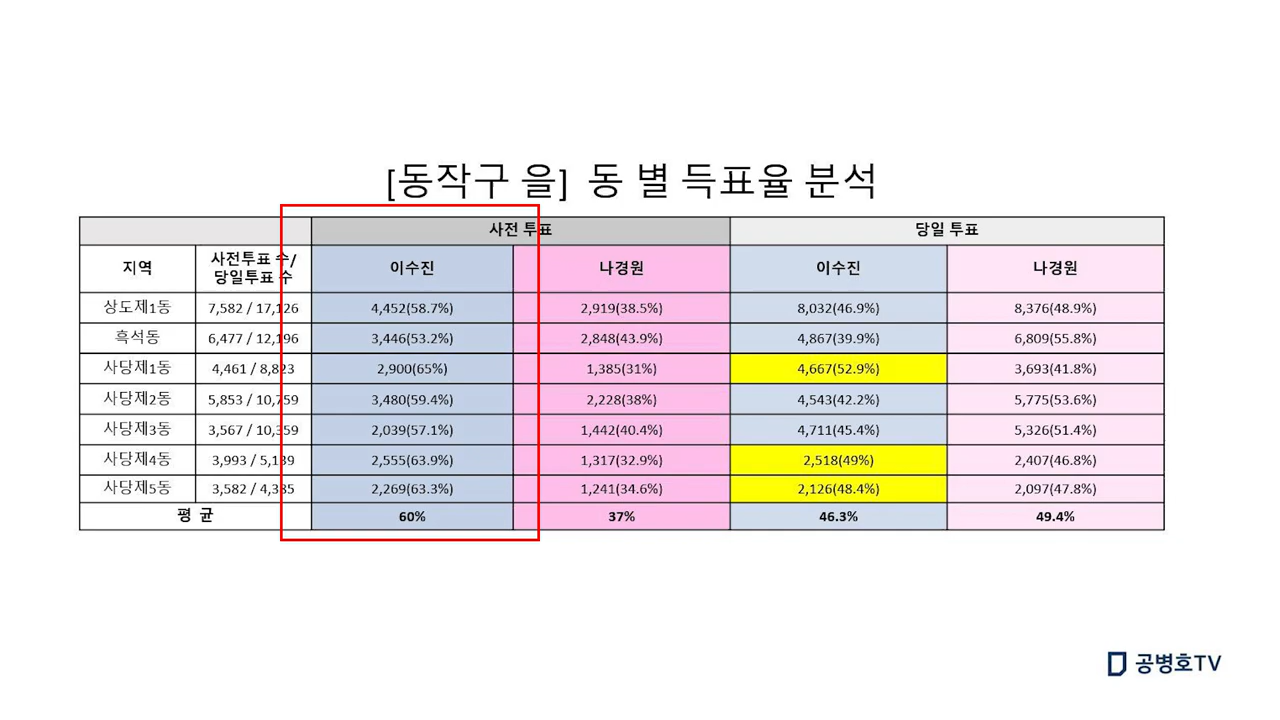 [동작구 을] 동 별 득표율 분석
사전 투표 당일 투표
지역 사전투표 수/ 당일투표 수 이수진 나경원 이수진 나경원
상도제1동 7,582 / 17,126 4,452(58.7%) 2,919(38.5%) 8,032(46.9%) 8,376(48.9%)
흑석동 6,477 / 12,196 3,446(53.2%) 2,848(43.9%) 4,867(39.9%) 6,809(55.8%)
사당제1동 4,461 / 8,823 2,900(65%) 1,385(31%) 4,667(52.9%) 3,693(41.8%)
사당제2동 5,853 / 10,759 3,480(59.4%) 2,228(38%) 4,543(42.2%) 5,775(53.6%)
사당제3동 3,567 / 10,359 2,039(57.1%) 1,442(40.4%) 4,711(45.4%) 5,326(51.4%)
사당제4동 3,993 / 5,139 2,555(63.9%) 1,317(32.9%) 2,518(49%) 2,407(46.8%)
사당제5동 3,582 / 4,385 2,269(63.3%) 1,241(34.6%) 2,126(48.4%) 2,097(47.8%)
평 균 60% 37% 46.3% 49.4%
공병호TV